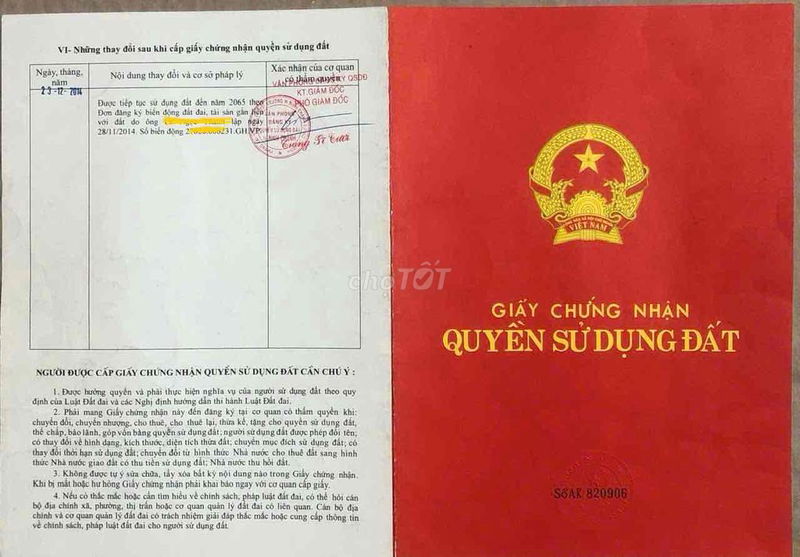 VI- Những thay đổi sau khi cấp giấy chứng nhận quyền sử dụng đất
Ngày, tháng, năm
Nội dung thay đổi và cơ sở pháp lý
Xác nhận của cơ quan có thẩm quyền
23-12-2014
Được tiếp tục sử dụng đất đến năm 2065 theo
Đơn đăng ký biến động đất đai, tài sản gắn liền
với đất do ông lập ngày
28/11/2014. Số biến động 231.GH.VP
VĂN PHÒNG ĐĂNG KÝ QSDĐ
KT.GIÁM ĐỐC
PHÓ GIÁM ĐỐC
VĂN PHÒNG
ĐĂNG KÝ
NGƯỜI ĐƯỢC CẤP GIẤY CHỨNG NHẬN QUYỀN SỬ DỤNG ĐẤT CẦN CHÚ Ý :
1. Được hưởng quyền và phải thực hiện nghĩa vụ của người sử dụng đất theo quy
định của Luật Đất đai và các Nghị định hướng dẫn thi hành Luật Đất đai.
2. Phải mang Giấy chứng nhận này đến đăng ký tại cơ quan có thẩm quyền khi:
chuyển đổi, chuyển nhượng, cho thuê, cho thuê lại, thừa kế, tặng cho quyền sử dụng đất,
thế chấp, bảo lãnh, góp vốn bằng quyền sử dụng đất; người sử dụng đất được phép đổi tên;
có thay đổi về hình dạng, kích thước, diện tích thửa đất; chuyển mục đích sử dụng đất; có
thay đổi thời hạn sử dụng đất; chuyển đổi từ hình thức Nhà nước cho thuê đất sang hình
thức Nhà nước giao đất có thu tiền sử dụng đất; Nhà nước thu hồi đất.
3. Không được tự ý sửa chữa, tẩy xóa bất kỳ nội dung nào trong Giấy chứng nhận.
Khi bị mất hoặc hư hỏng Giấy chứng nhận phải khai báo ngay với cơ quan cấp giấy.
4. Nếu có thắc mắc hoặc cần tìm hiểu về chính sách, pháp luật đất đai, có thể hỏi cán
bộ địa chính xã, phường, thị trấn hoặc cơ quan quản lý đất đai có liên quan. Cán bộ địa
chính và cơ quan quản lý đất đai có trách nhiệm giải đáp thắc mắc hoặc cung cấp thông tin
về chính sách, pháp luật đất đai cho người sử dụng đất.
VIỆT NAM
GIẤY CHỨNG NHẬN
QUYỀN SỬ DỤNG ĐẤT
Số AK 820906
choTỐT